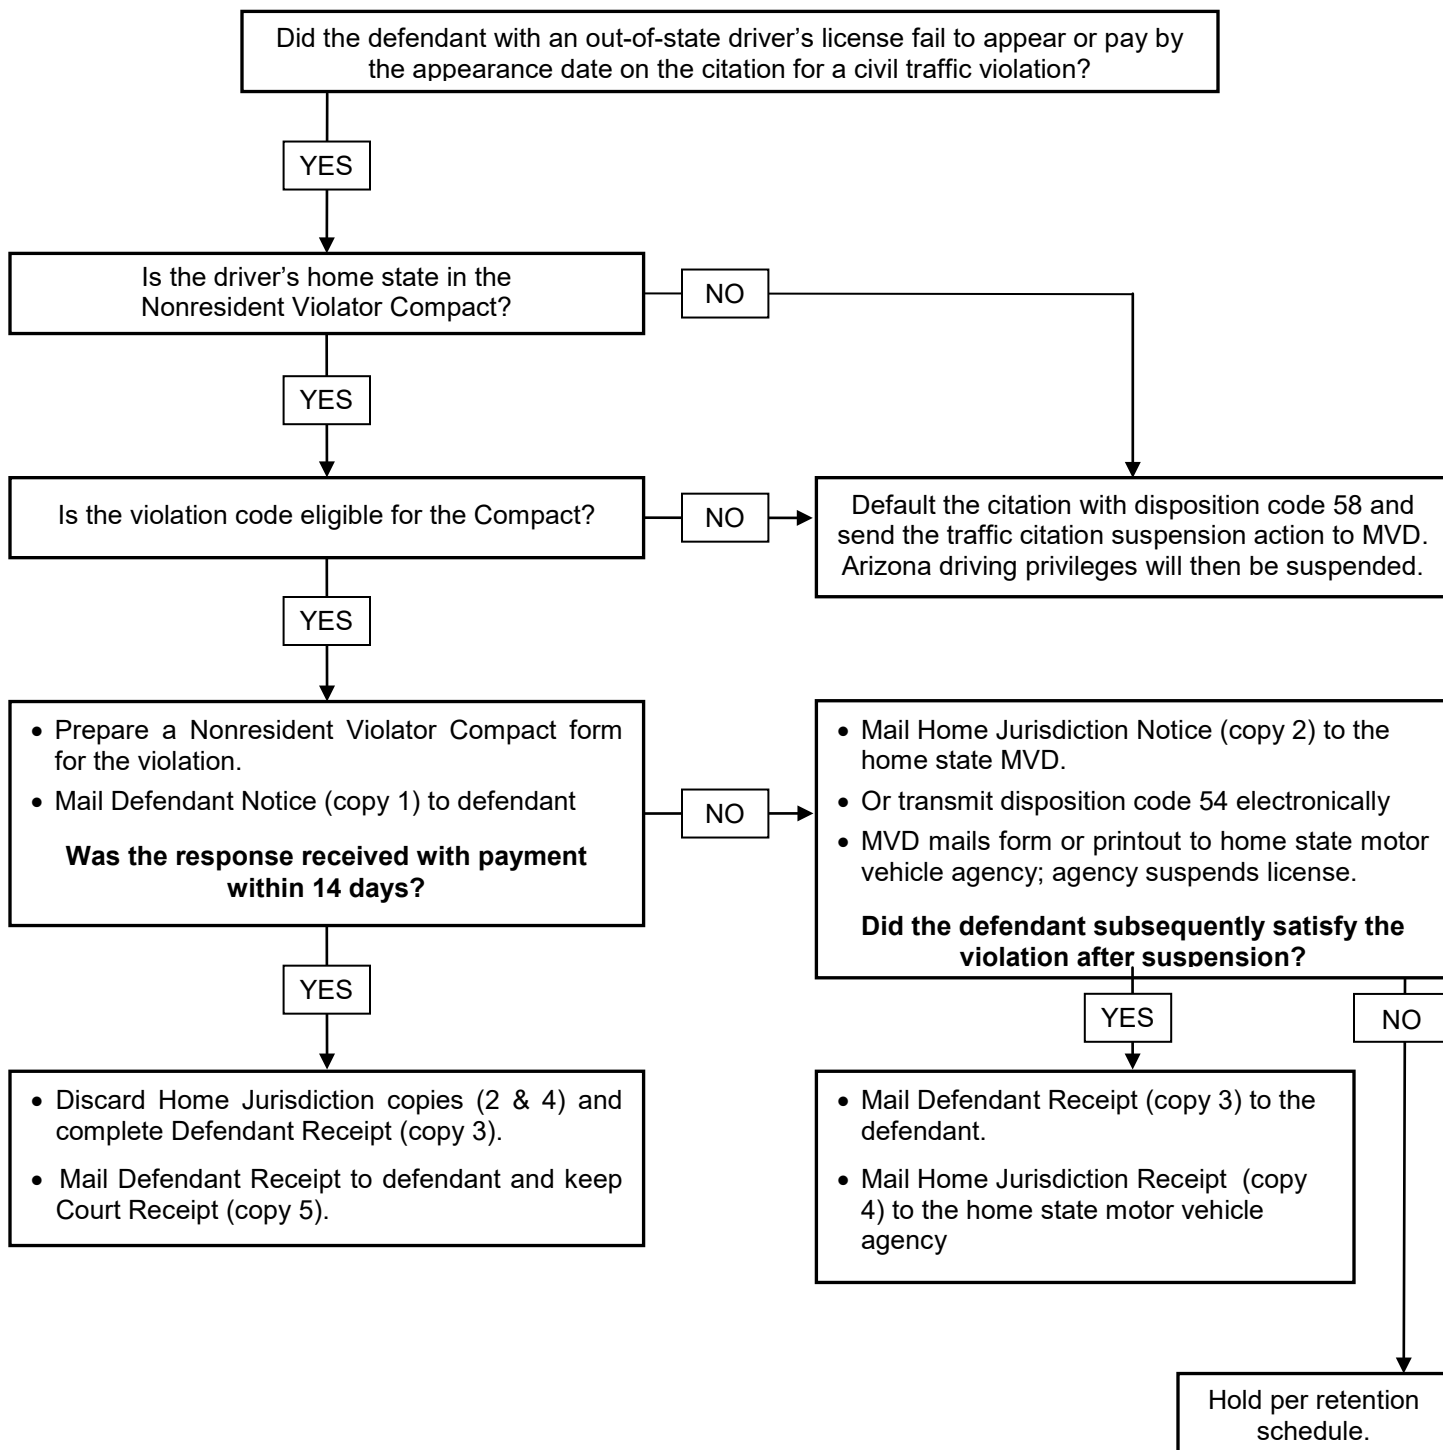 Did the defendant with an out-of-state driver’s license fail to appear or pay by
the appearance date on the citation for a civil traffic violation?
YES
Is the driver’s home state in the
Nonresident Violator Compact?
NO
YES
Is the violation code eligible for the Compact?
NO
Default the citation with disposition code 58 and
send the traffic citation suspension action to MVD.
Arizona driving privileges will then be suspended.
YES
• Prepare a Nonresident Violator Compact form
for the violation.
• Mail Defendant Notice (copy 1) to defendant
Was the response received with payment
within 14 days?
NO
• Mail Home Jurisdiction Notice (copy 2) to the
home state MVD.
• Or transmit disposition code 54 electronically
• MVD mails form or printout to home state motor
vehicle agency; agency suspends license.
Did the defendant subsequently satisfy the
violation after suspension?
YES
YES
NO
• Discard Home Jurisdiction copies (2 & 4) and
complete Defendant Receipt (copy 3).
• Mail Defendant Receipt to defendant and keep
Court Receipt (copy 5).
• Mail Defendant Receipt (copy 3) to the
defendant.
• Mail Home Jurisdiction Receipt (copy
4) to the home state motor vehicle
agency
Hold per retention
schedule.